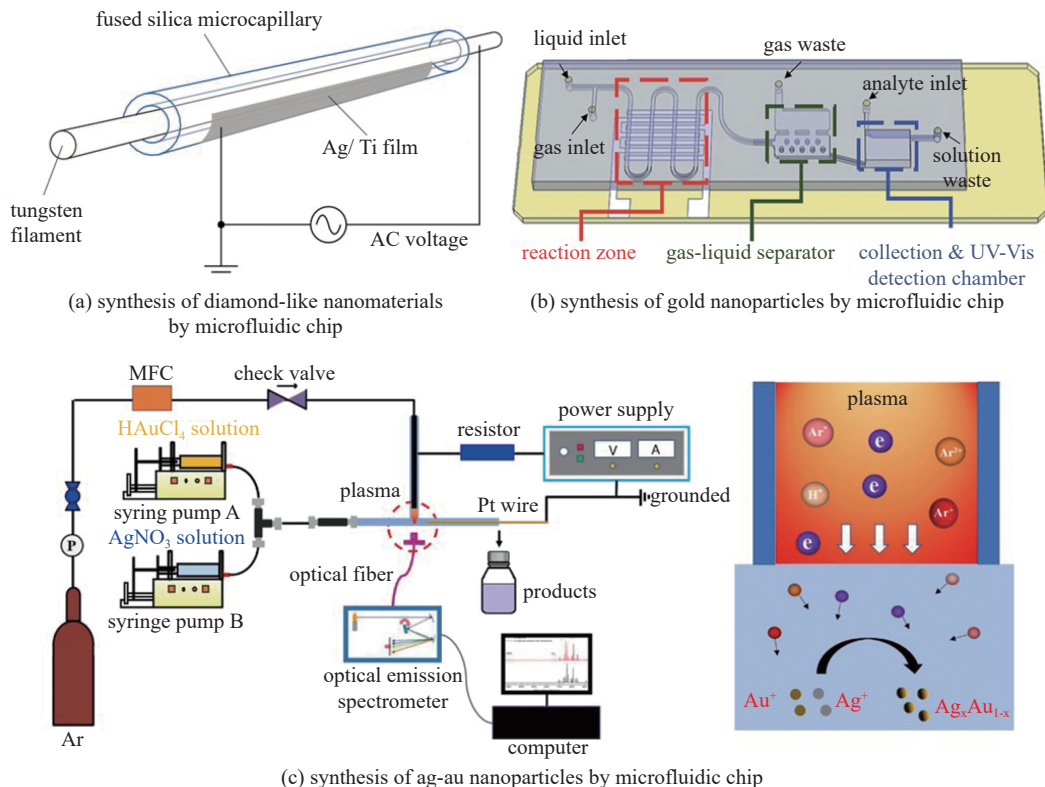 fused silica microcapillary
Ag/ Ti film
tungsten
filament
AC voltage
(a) synthesis of diamond-like nanomaterials
by microfluidic chip
liquid inlet
gas waste
analyte inlet
gas inlet
solution
waste
reaction zone
gas-liquid separator
collection & UV-Vis
detection chamber
(b) synthesis of gold nanoparticles by microfluidic chip
MFC
check valve
HAuCl₄ solution
syring pump A
AgNO₃ solution
syringe pump B
P
Ar
plasma
resistor
power supply
V
A
Pt wire
grounded
optical fiber
products
optical emission
spectrometer
computer
plasma
Ar⁺
e
Ar²⁺
e
H⁺
Ar⁺
e
Au⁺
Ag⁺
AgₓAu₁₋ₓ
(c) synthesis of ag-au nanoparticles by microfluidic chip